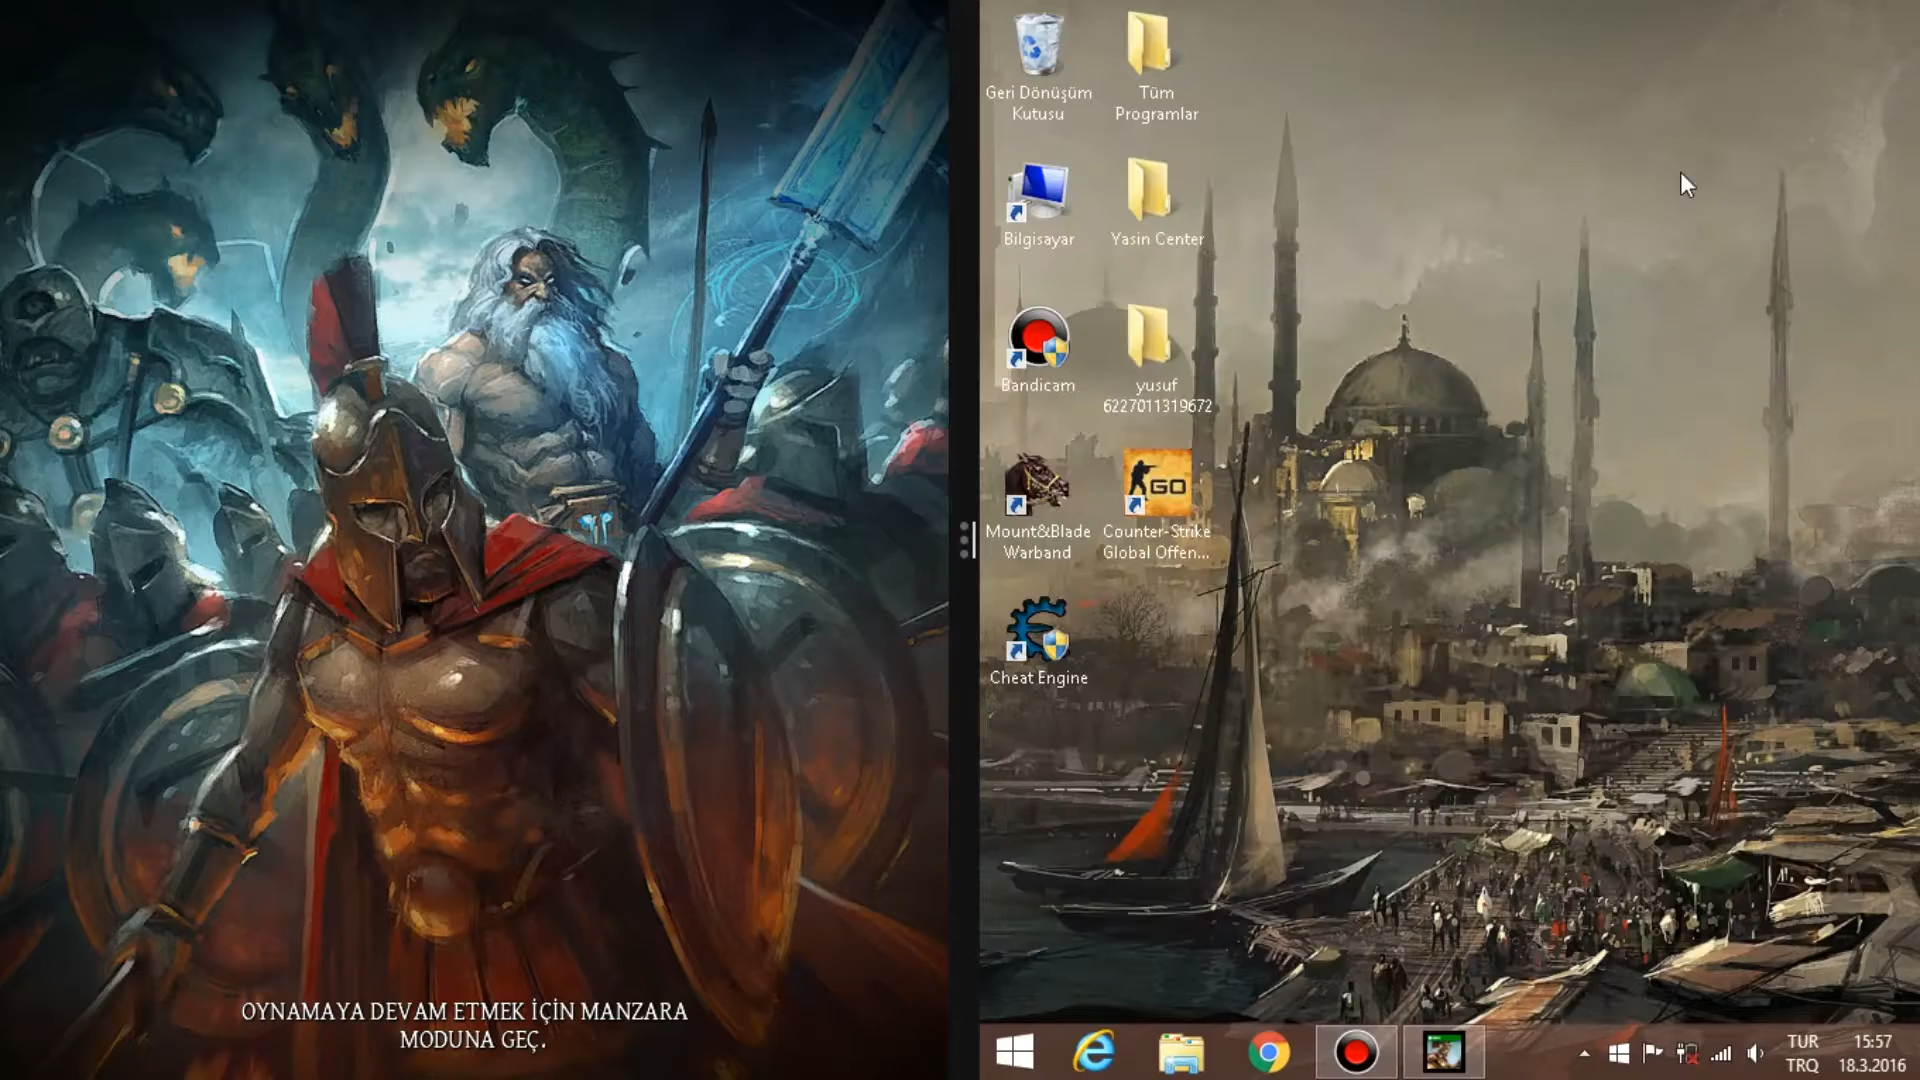 OYNAMAYA DEVAM ETMEK İÇİN MANZARA
MODUNA GEÇ.
Geri Dönüşüm
Kutusu
Tüm
Programlar
Bilgisayar
Yasin Center
Bandicam
yusuf
6227011319672
Mount&Blade
Warband
GO
Counter-Strike
Global Offen...
Cheat Engine
TUR
TRQ
15:57
18.3.2016